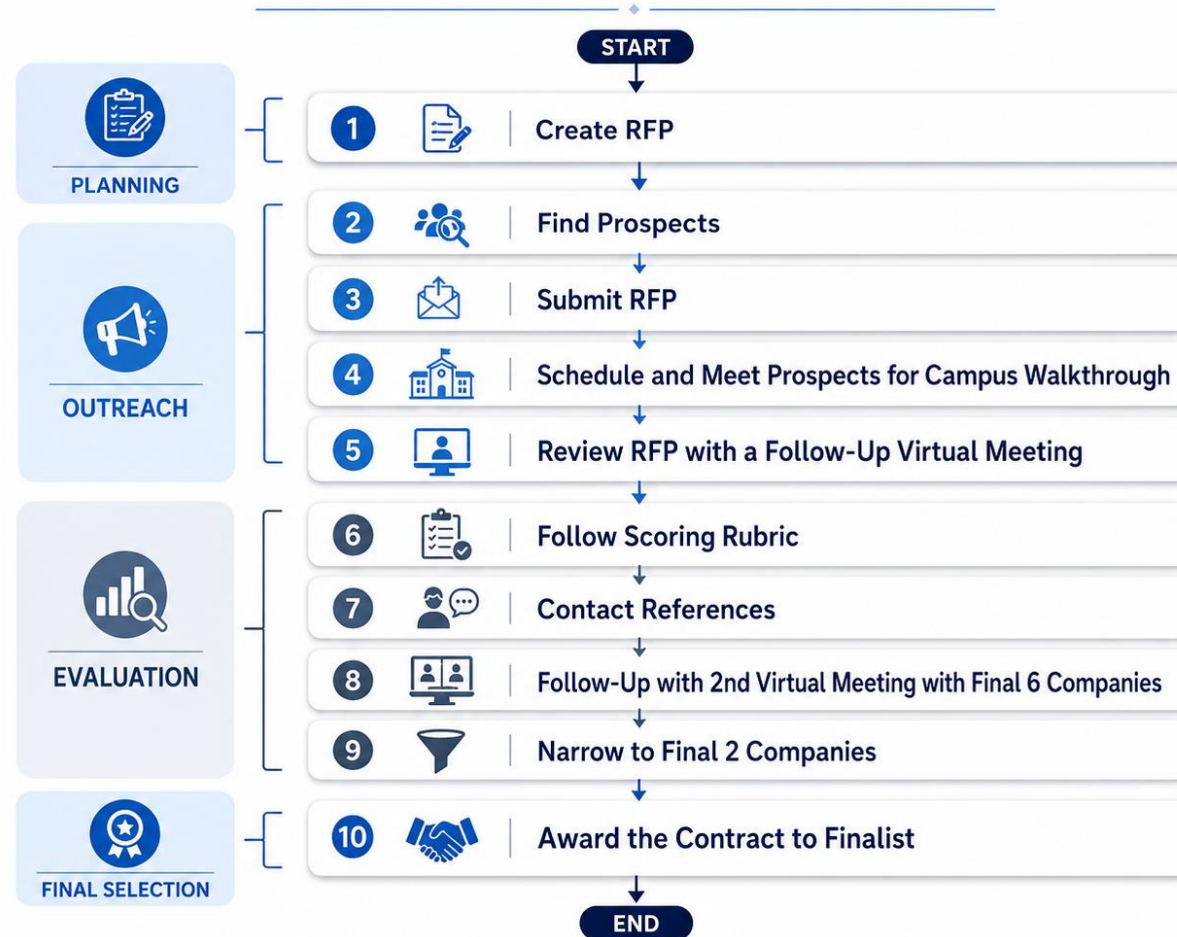 START
PLANNING
1 Create RFP
OUTREACH
2 Find Prospects
3 Submit RFP
4 Schedule and Meet Prospects for Campus Walkthrough
5 Review RFP with a Follow-Up Virtual Meeting
EVALUATION
6 Follow Scoring Rubric
7 Contact References
8 Follow-Up with 2nd Virtual Meeting with Final 6 Companies
9 Narrow to Final 2 Companies
FINAL SELECTION
10 Award the Contract to Finalist
END